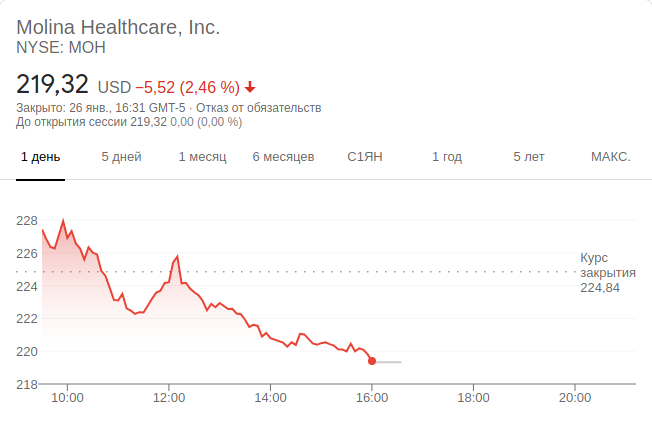 Molina Healthcare, Inc.
NYSE: MOH
219,32 USD −5,52 (2,46 %)
Закрыто: 26 янв., 16:31 GMT-5 · Отказ от обязательств
До открытия сессии 219,32 0,00 (0,00 %)
1 день 5 дней 1 месяц 6 месяцев С1ЯН 1 год 5 лет МАКС.
228
226
Курс
закрытия
224,84
224
222
220
218
10:00 12:00 14:00 16:00 18:00 20:00